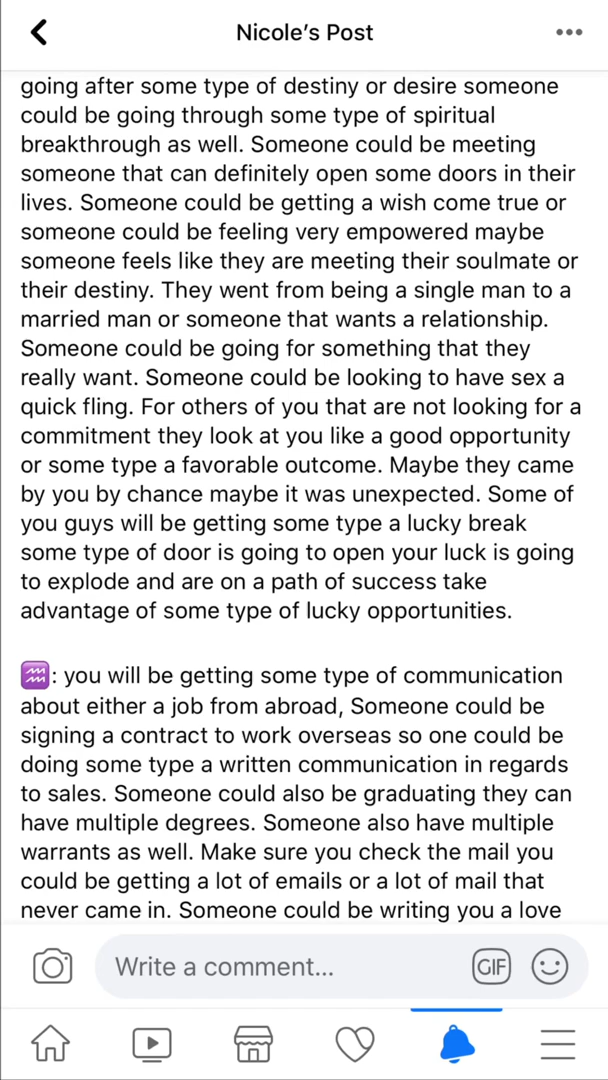 Nicole's Post
going after some type of destiny or desire someone
could be going through some type of spiritual
breakthrough as well. Someone could be meeting
someone that can definitely open some doors in their
lives. Someone could be getting a wish come true or
someone could be feeling very empowered maybe
someone feels like they are meeting their soulmate or
their destiny. They went from being a single man to a
married man or someone that wants a relationship.
Someone could be going for something that they
really want. Someone could be looking to have sex a
quick fling. For others of you that are not looking for a
commitment they look at you like a good opportunity
or some type a favorable outcome. Maybe they came
by you by chance maybe it was unexpected. Some of
you guys will be getting some type a lucky break
some type of door is going to open your luck is going
to explode and are on a path of success take
advantage of some type of lucky opportunities.
♒: you will be getting some type of communication
about either a job from abroad, Someone could be
signing a contract to work overseas so one could be
doing some type a written communication in regards
to sales. Someone could also be graduating they can
have multiple degrees. Someone also have multiple
warrants as well. Make sure you check the mail you
could be getting a lot of emails or a lot of mail that
never came in. Someone could be writing you a love
Write a comment...
GIF